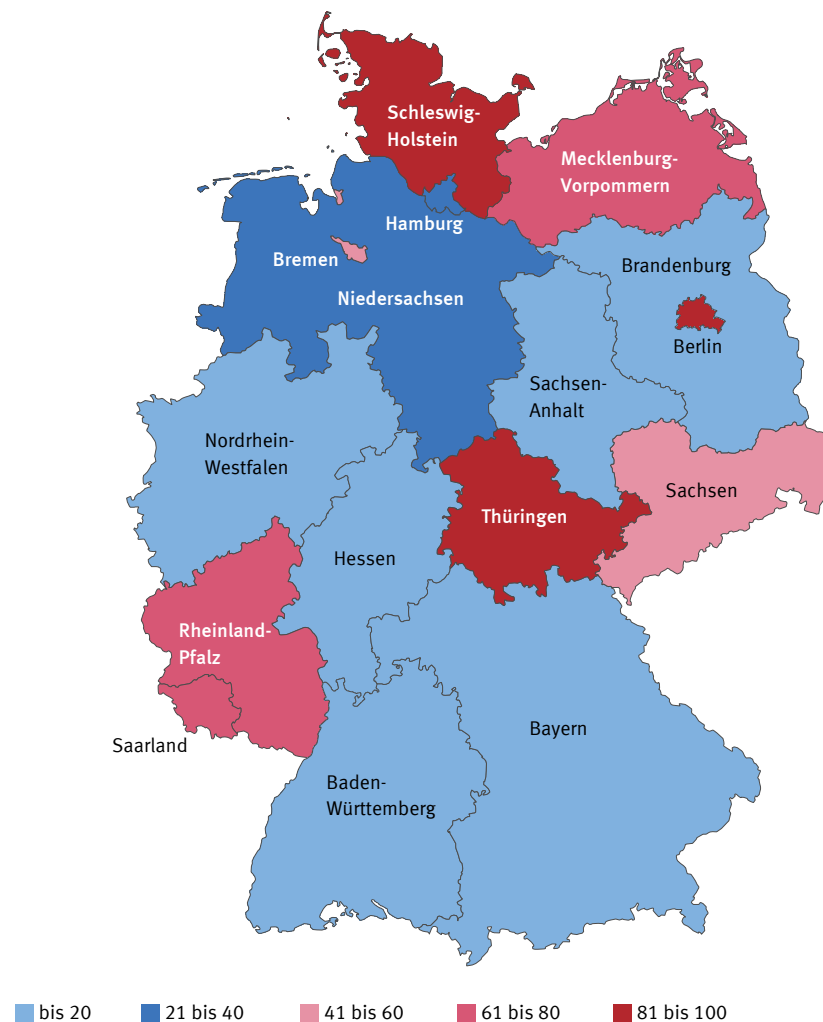 Schleswig-
Holstein
Mecklenburg-
Vorpommern
Hamburg
Bremen
Brandenburg
Niedersachsen
Berlin
Sachsen-
Anhalt
Nordrhein-
Westfalen
Sachsen
Thüringen
Hessen
Rheinland-
Pfalz
Bayern
Saarland
Baden-
Württemberg
bis 20
21 bis 40
41 bis 60
61 bis 80
81 bis 100